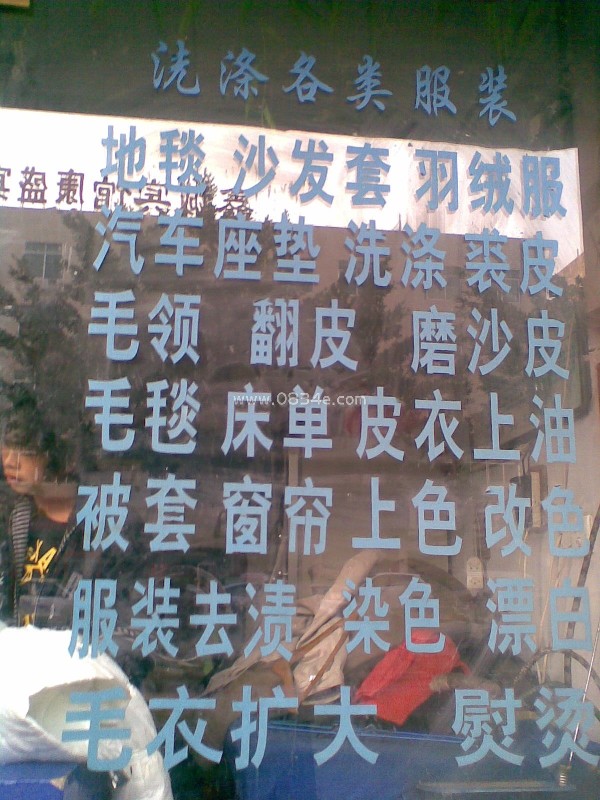 洗涤各类服装
地毯 沙发套 羽绒服
汽车座垫 洗涤 裘皮
毛领 翻皮 磨沙皮
毛毯 床单 皮衣上油
www.0834e.com
被套 窗帘 上色 改色
服装去渍 染色 漂白
毛衣扩大 熨烫